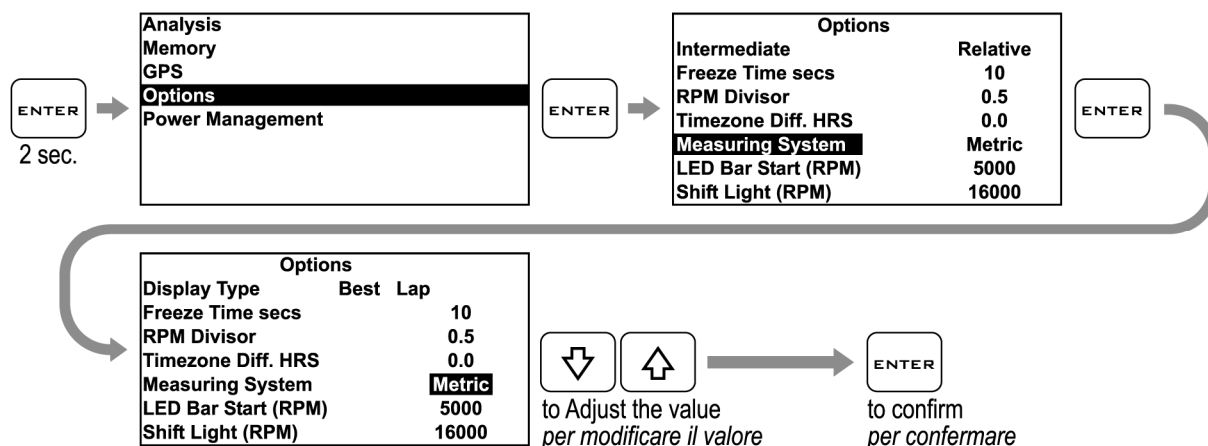 ENTER
2 sec.
Analysis
Memory
GPS
Options
Power Management
ENTER
Options
Intermediate Relative
Freeze Time secs 10
RPM Divisor 0.5
Timezone Diff. HRS 0.0
Measuring System Metric
LED Bar Start (RPM) 5000
Shift Light (RPM) 16000
ENTER
Options
Display Type Best Lap
Freeze Time secs 10
RPM Divisor 0.5
Timezone Diff. HRS 0.0
Measuring System Metric
LED Bar Start (RPM) 5000
Shift Light (RPM) 16000
to Adjust the value
per modificare il valore
ENTER
to confirm
per confermare